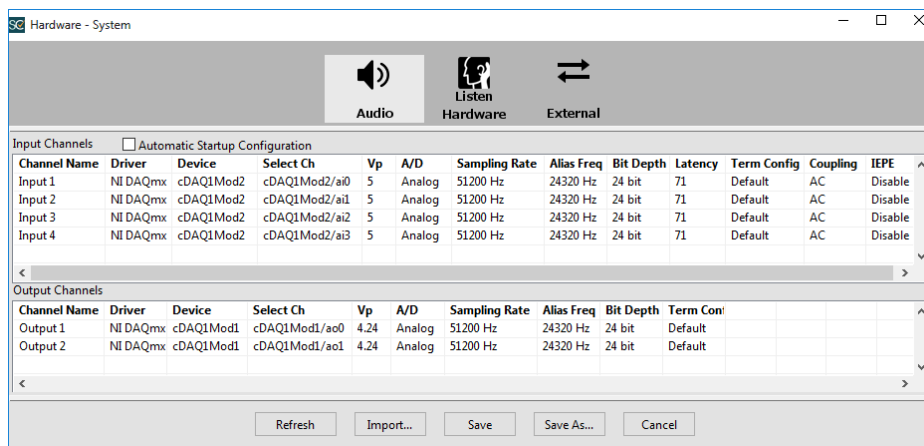 SC Hardware - System
Audio
Listen
Hardware
External
Input Channels Automatic Startup Configuration
Channel Name Driver Device Select Ch Vp A/D Sampling Rate Alias Freq Bit Depth Latency Term Config Coupling IEPE
Input 1 NI DAQmx cDAQ1Mod2 cDAQ1Mod2/ai0 5 Analog 51200 Hz 24320 Hz 24 bit 71 Default AC Disable
Input 2 NI DAQmx cDAQ1Mod2 cDAQ1Mod2/ai1 5 Analog 51200 Hz 24320 Hz 24 bit 71 Default AC Disable
Input 3 NI DAQmx cDAQ1Mod2 cDAQ1Mod2/ai2 5 Analog 51200 Hz 24320 Hz 24 bit 71 Default AC Disable
Input 4 NI DAQmx cDAQ1Mod2 cDAQ1Mod2/ai3 5 Analog 51200 Hz 24320 Hz 24 bit 71 Default AC Disable
Output Channels
Channel Name Driver Device Select Ch Vp A/D Sampling Rate Alias Freq Bit Depth Term Con
Output 1 NI DAQmx cDAQ1Mod1 cDAQ1Mod1/ao0 4.24 Analog 51200 Hz 24320 Hz 24 bit Default
Output 2 NI DAQmx cDAQ1Mod1 cDAQ1Mod1/ao1 4.24 Analog 51200 Hz 24320 Hz 24 bit Default
Refresh Import... Save Save As... Cancel